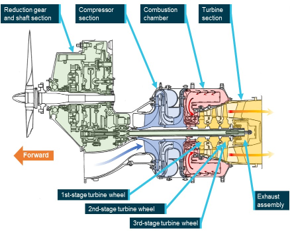 Reduction gear
and shaft section
Compressor
section
Combustion
chamber
Turbine
section
Forward
1st-stage turbine wheel
2nd-stage turbine wheel
3rd-stage turbine wheel
Exhaust
assembly